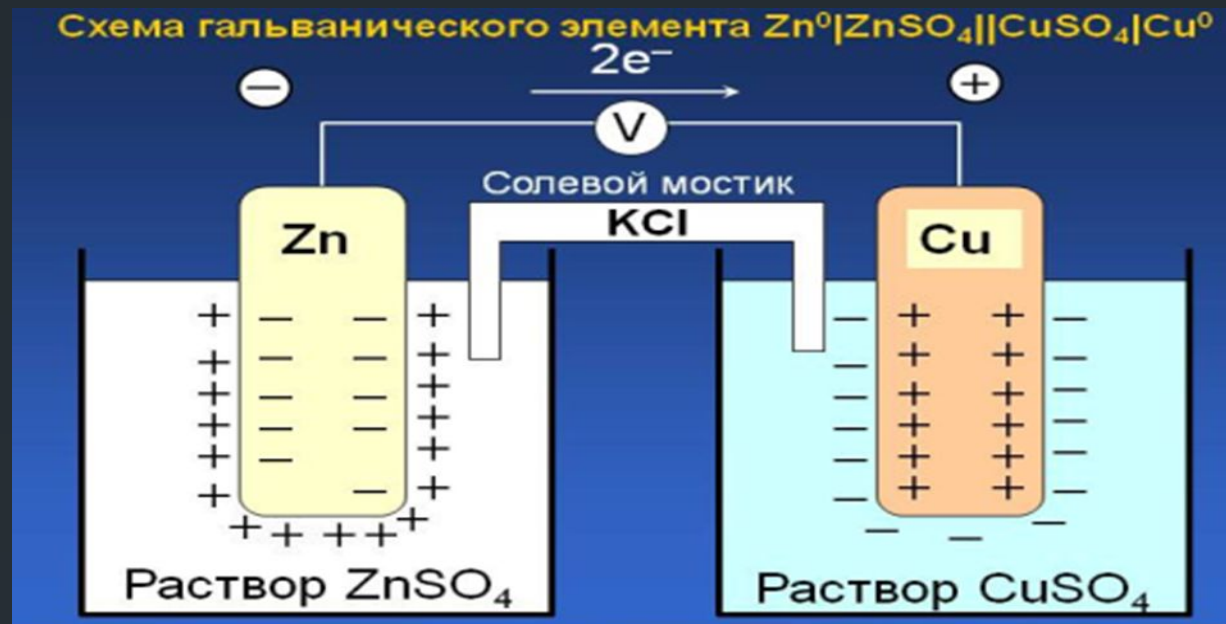 Схема гальванического элемента Zn⁰|ZnSO₄||CuSO₄|Cu⁰
2e⁻
− +
V
Солевой мостик
KCl
Zn Cu
Раствор ZnSO₄ Раствор CuSO₄